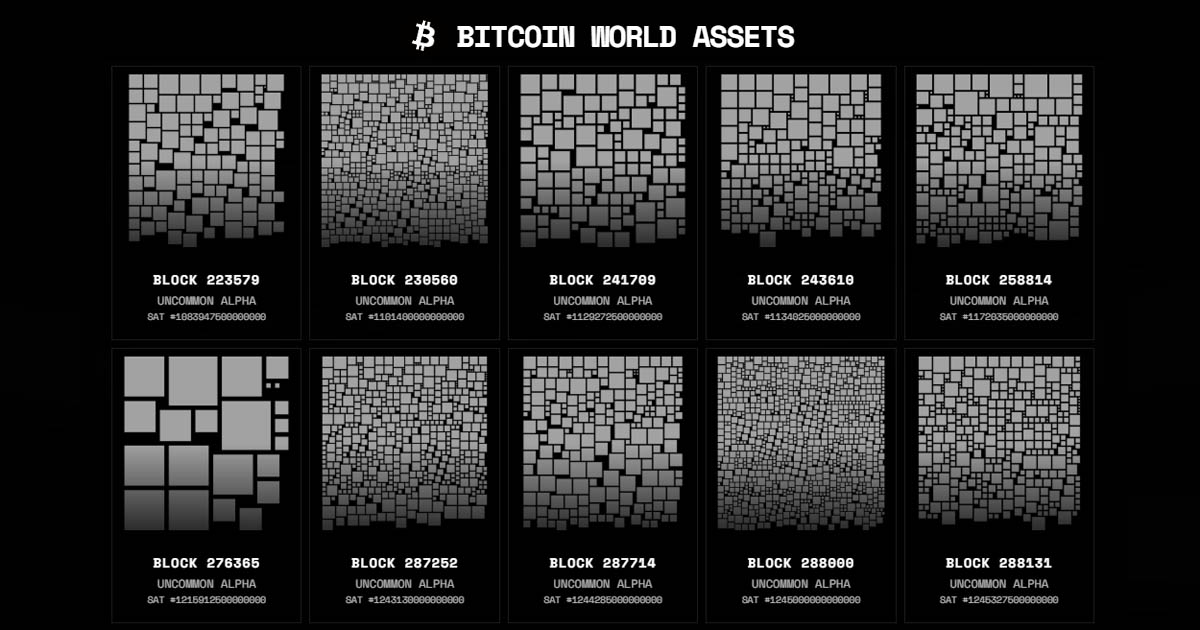 ₿ BITCOIN WORLD ASSETS
BLOCK 223579
UNCOMMON ALPHA
SAT #1083947500000000
BLOCK 230560
UNCOMMON ALPHA
SAT #1101400000000000
BLOCK 241709
UNCOMMON ALPHA
SAT #1129272500000000
BLOCK 243610
UNCOMMON ALPHA
SAT #1134025000000000
BLOCK 258814
UNCOMMON ALPHA
SAT #1172035000000000
BLOCK 276365
UNCOMMON ALPHA
SAT #1215912500000000
BLOCK 287252
UNCOMMON ALPHA
SAT #1243130000000000
BLOCK 287714
UNCOMMON ALPHA
SAT #1244285000000000
BLOCK 288000
UNCOMMON ALPHA
SAT #1245000000000000
BLOCK 288131
UNCOMMON ALPHA
SAT #1245327500000000